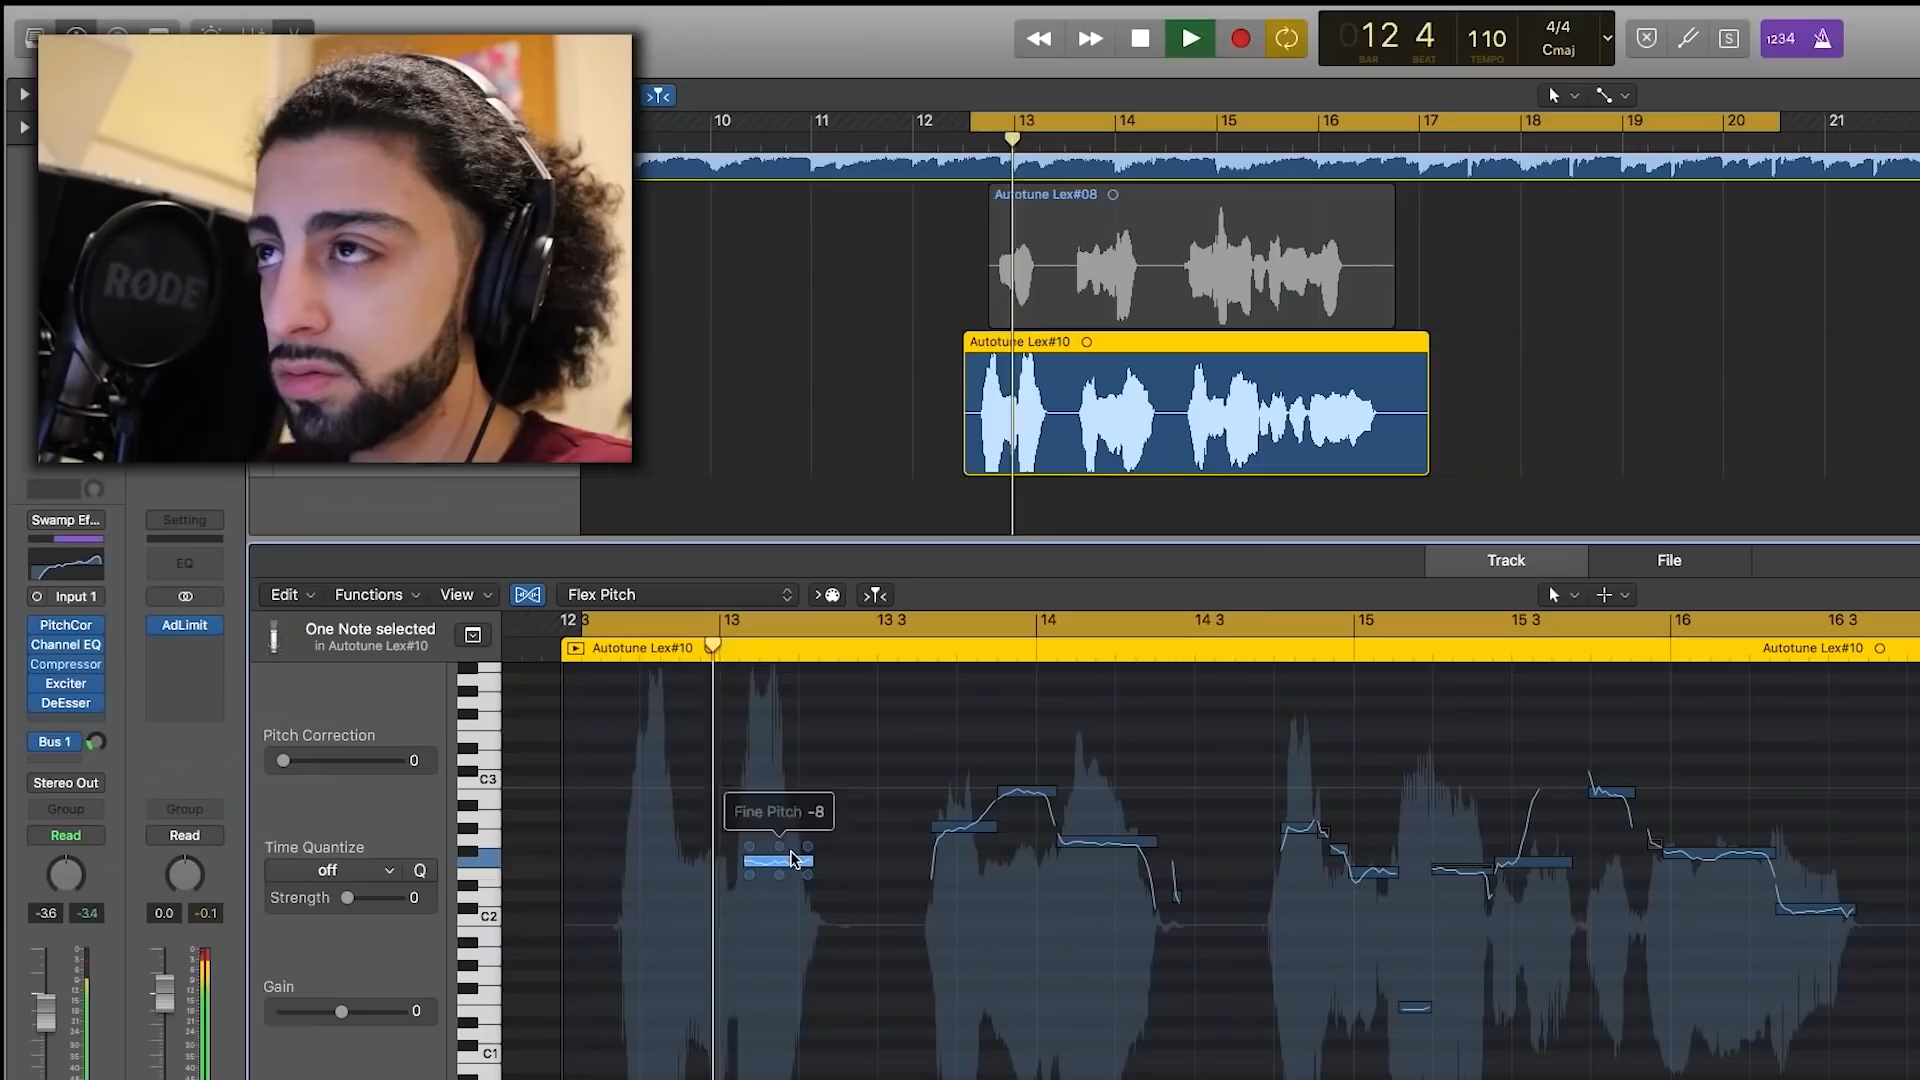 12 4 110 4/4
Cmaj
BAR BEAT TEMPO
S
1234
10 11 12 13 14 15 16 17 18 19 20 21
RØDE
Autotune Lex#08
Autotune Lex#10
Swamp Ef...
Setting
EQ
Input 1
PitchCor
AdLimit
Channel EQ
Compressor
Exciter
DeEsser
Bus 1
Stereo Out
Group Group
Read Read
-3.6 -3.4 0.0 -0.1
Track File
Edit Functions View Flex Pitch
12 3 13 13 3 14 14 3 15 15 3 16 16 3
One Note selected
in Autotune Lex#10
Autotune Lex#10 Autotune Lex#10
Pitch Correction
0
C3
Fine Pitch -8
Time Quantize
off Q
Strength 0
C2
Gain
0
C1